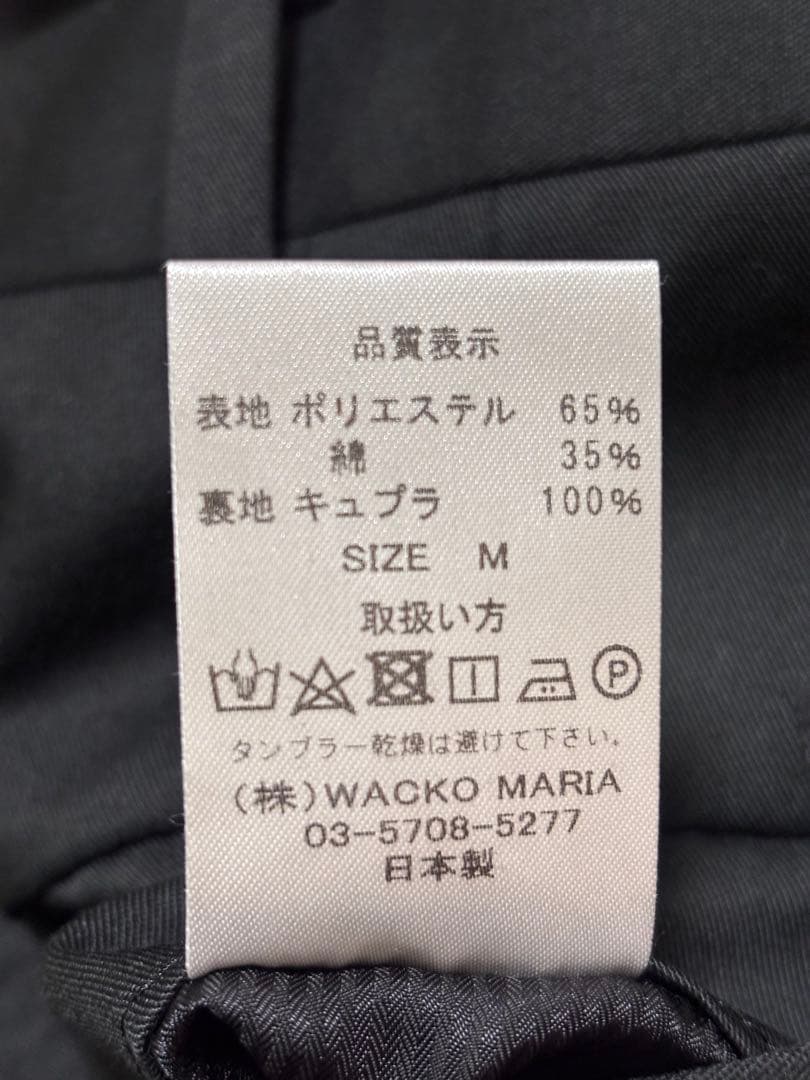 品質表示
表地 ポリエステル 65%
綿 35%
裏地 キュプラ 100%
SIZE M
取扱い方
P
タンブラー乾燥は避けて下さい。
(株)WACKO MARIA
03-5708-5277
日本製